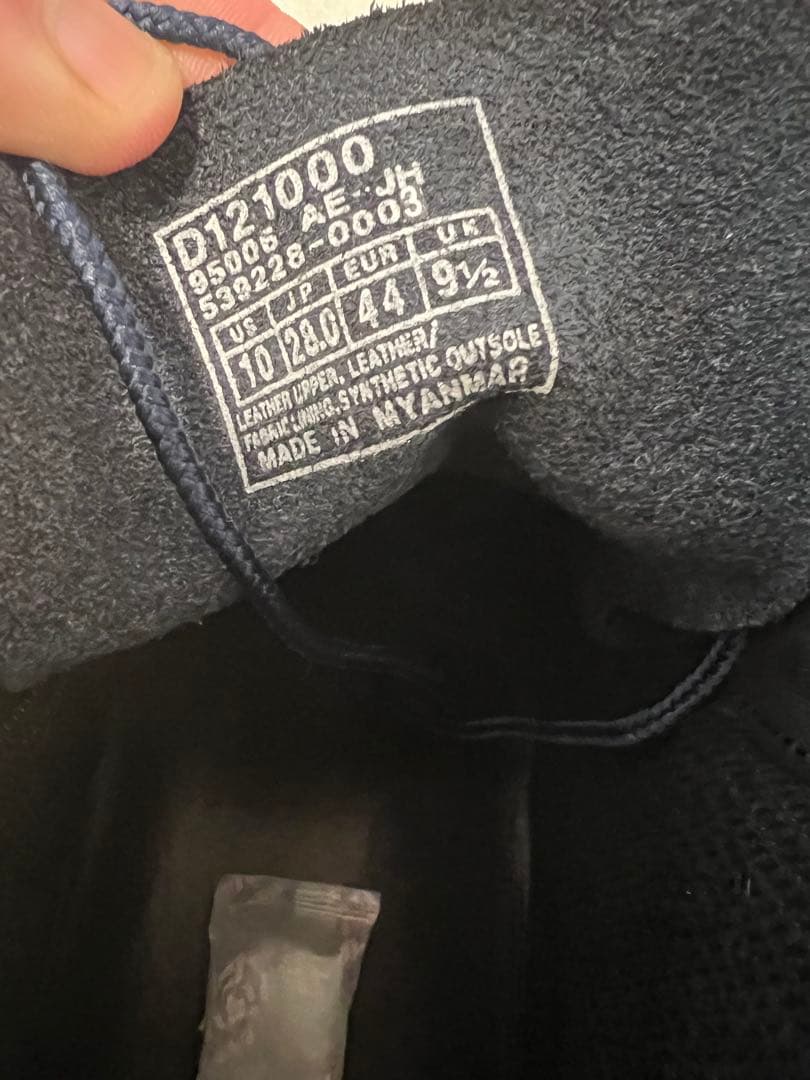 D121000
95006 AE-JH
539228-0003
US JP EUR UK
10 28.0 44 9½
LEATHER UPPER, LEATHER/
FABRIC LINING, SYNTHETIC OUTSOLE
MADE IN MYANMAR